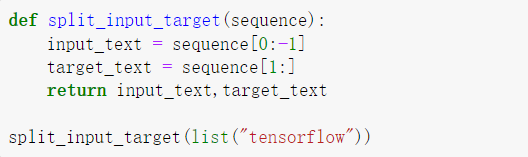 def split_input_target(sequence):
    input_text = sequence[0:-1]
    target_text = sequence[1:]
    return input_text,target_text

split_input_target(list("tensorflow"))